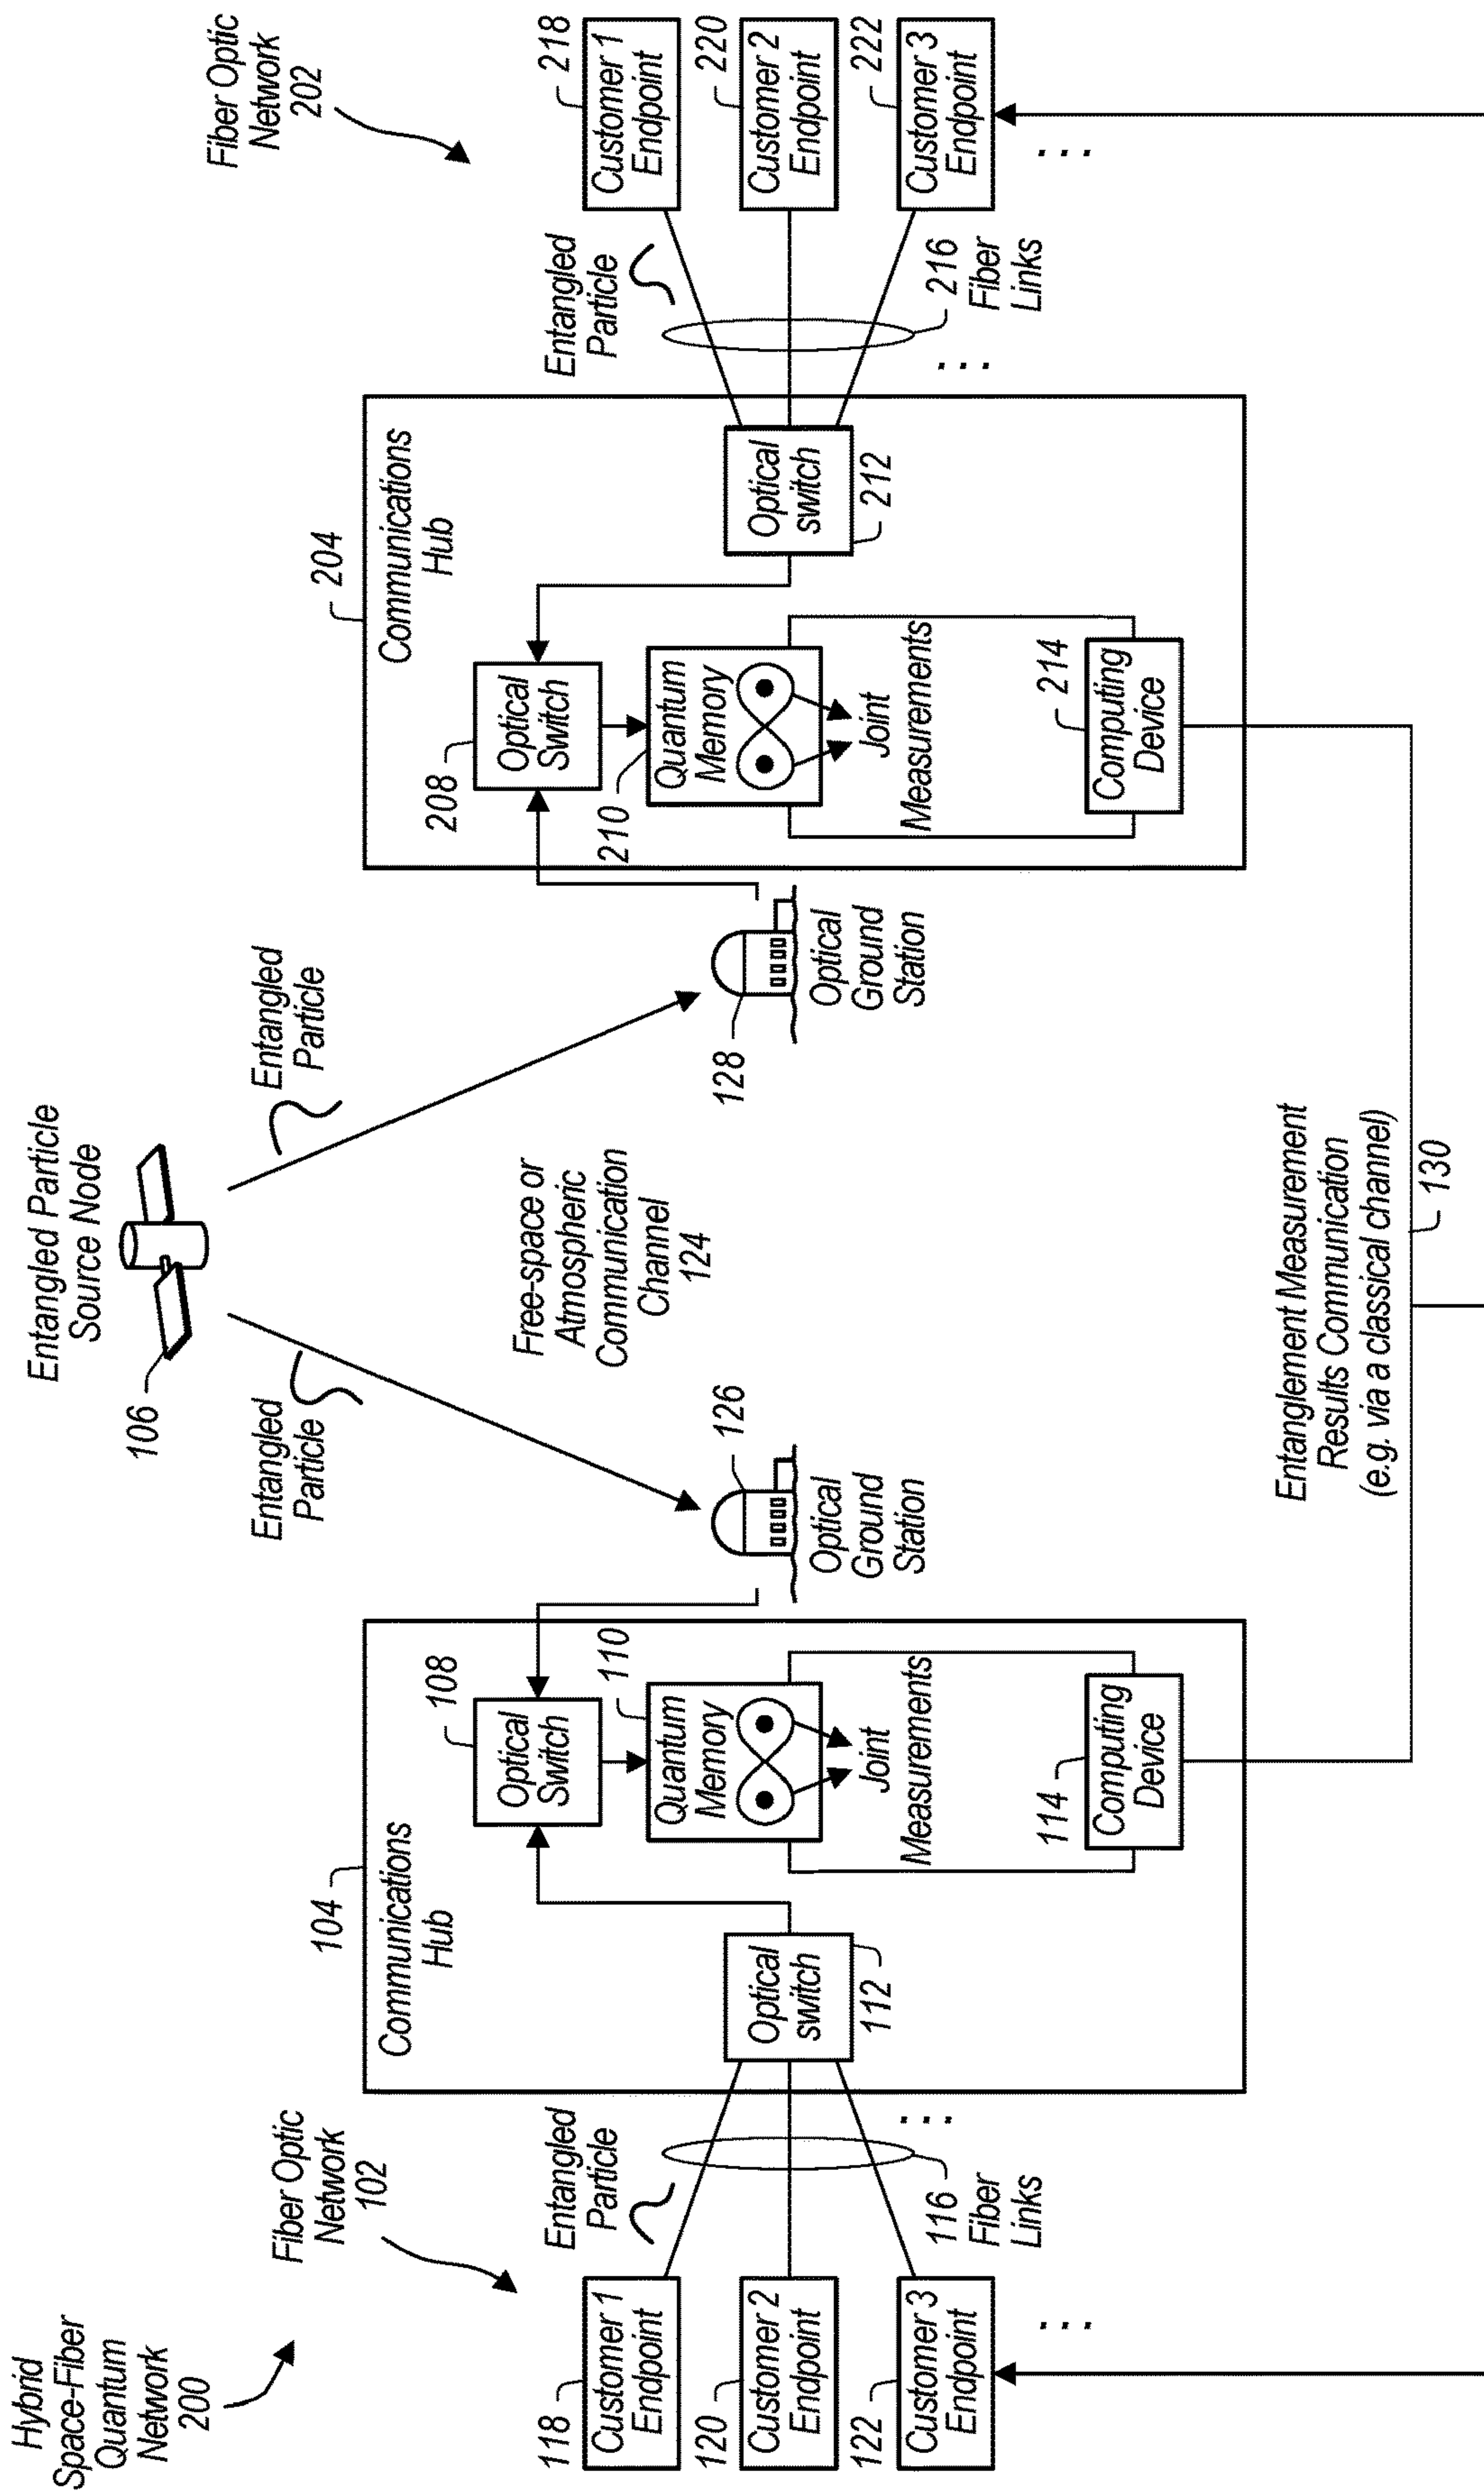 Hybrid
Space-Fiber
Quantum
Network
200
Fiber Optic
Network
102
118
Customer 1
Endpoint
120
Customer 2
Endpoint
122
Customer 3
Endpoint
. . .
Entangled
Particle
116
Fiber
Links
. . .
104
Communications
Hub
Optical
switch
112
108
Optical
Switch
110
Quantum
Memory
Joint
Measurements
114
Computing
Device
Entangled Particle
Source Node
106
Entangled
Particle
Entangled
Particle
Free-space or
Atmospheric
Communication
Channel
124
126
Optical
Ground
Station
128
Optical
Ground
Station
Entanglement Measurement
Results Communication
(e.g. via a classical channel)
130
204
Communications
Hub
208
Optical
Switch
210
Quantum
Memory
Joint
Measurements
214
Computing
Device
Optical
switch
212
Entangled
Particle
216
Fiber
Links
. . .
Fiber Optic
Network
202
218
Customer 1
Endpoint
220
Customer 2
Endpoint
222
Customer 3
Endpoint
. . .